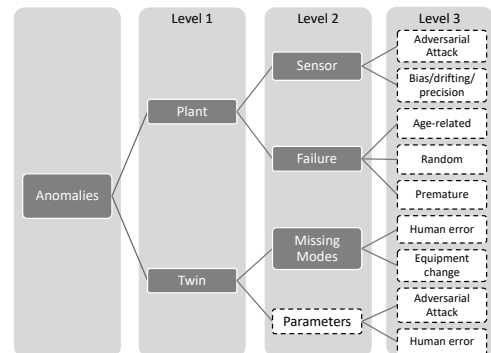 Level 1
Level 2
Level 3
Anomalies
Plant
Twin
Sensor
Failure
Missing
Modes
Parameters
Adversarial
Attack
Bias/drifting/
precision
Age-related
Random
Premature
Human error
Equipment
change
Adversarial
Attack
Human error